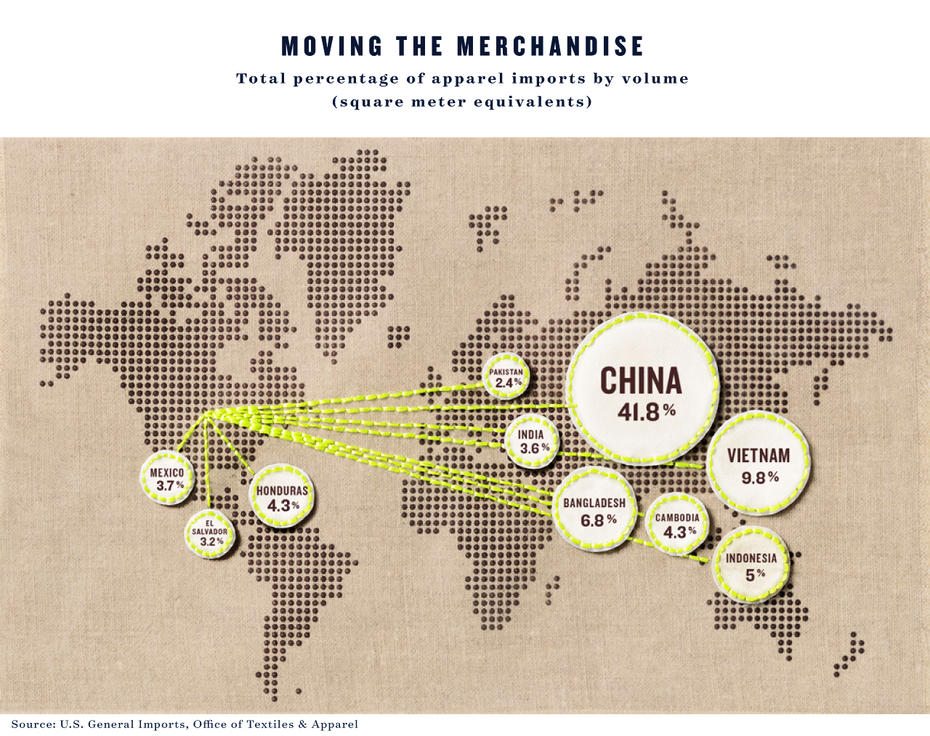 MOVING THE MERCHANDISE
Total percentage of apparel imports by volume
(square meter equivalents)
PAKISTAN
2.4%
CHINA
41.8%
INDIA
3.6%
VIETNAM
9.8%
MEXICO
3.7%
HONDURAS
4.3%
EL
SALVADOR
3.2%
BANGLADESH
6.8%
CAMBODIA
4.3%
INDONESIA
5%
Source: U.S. General Imports, Office of Textiles & Apparel